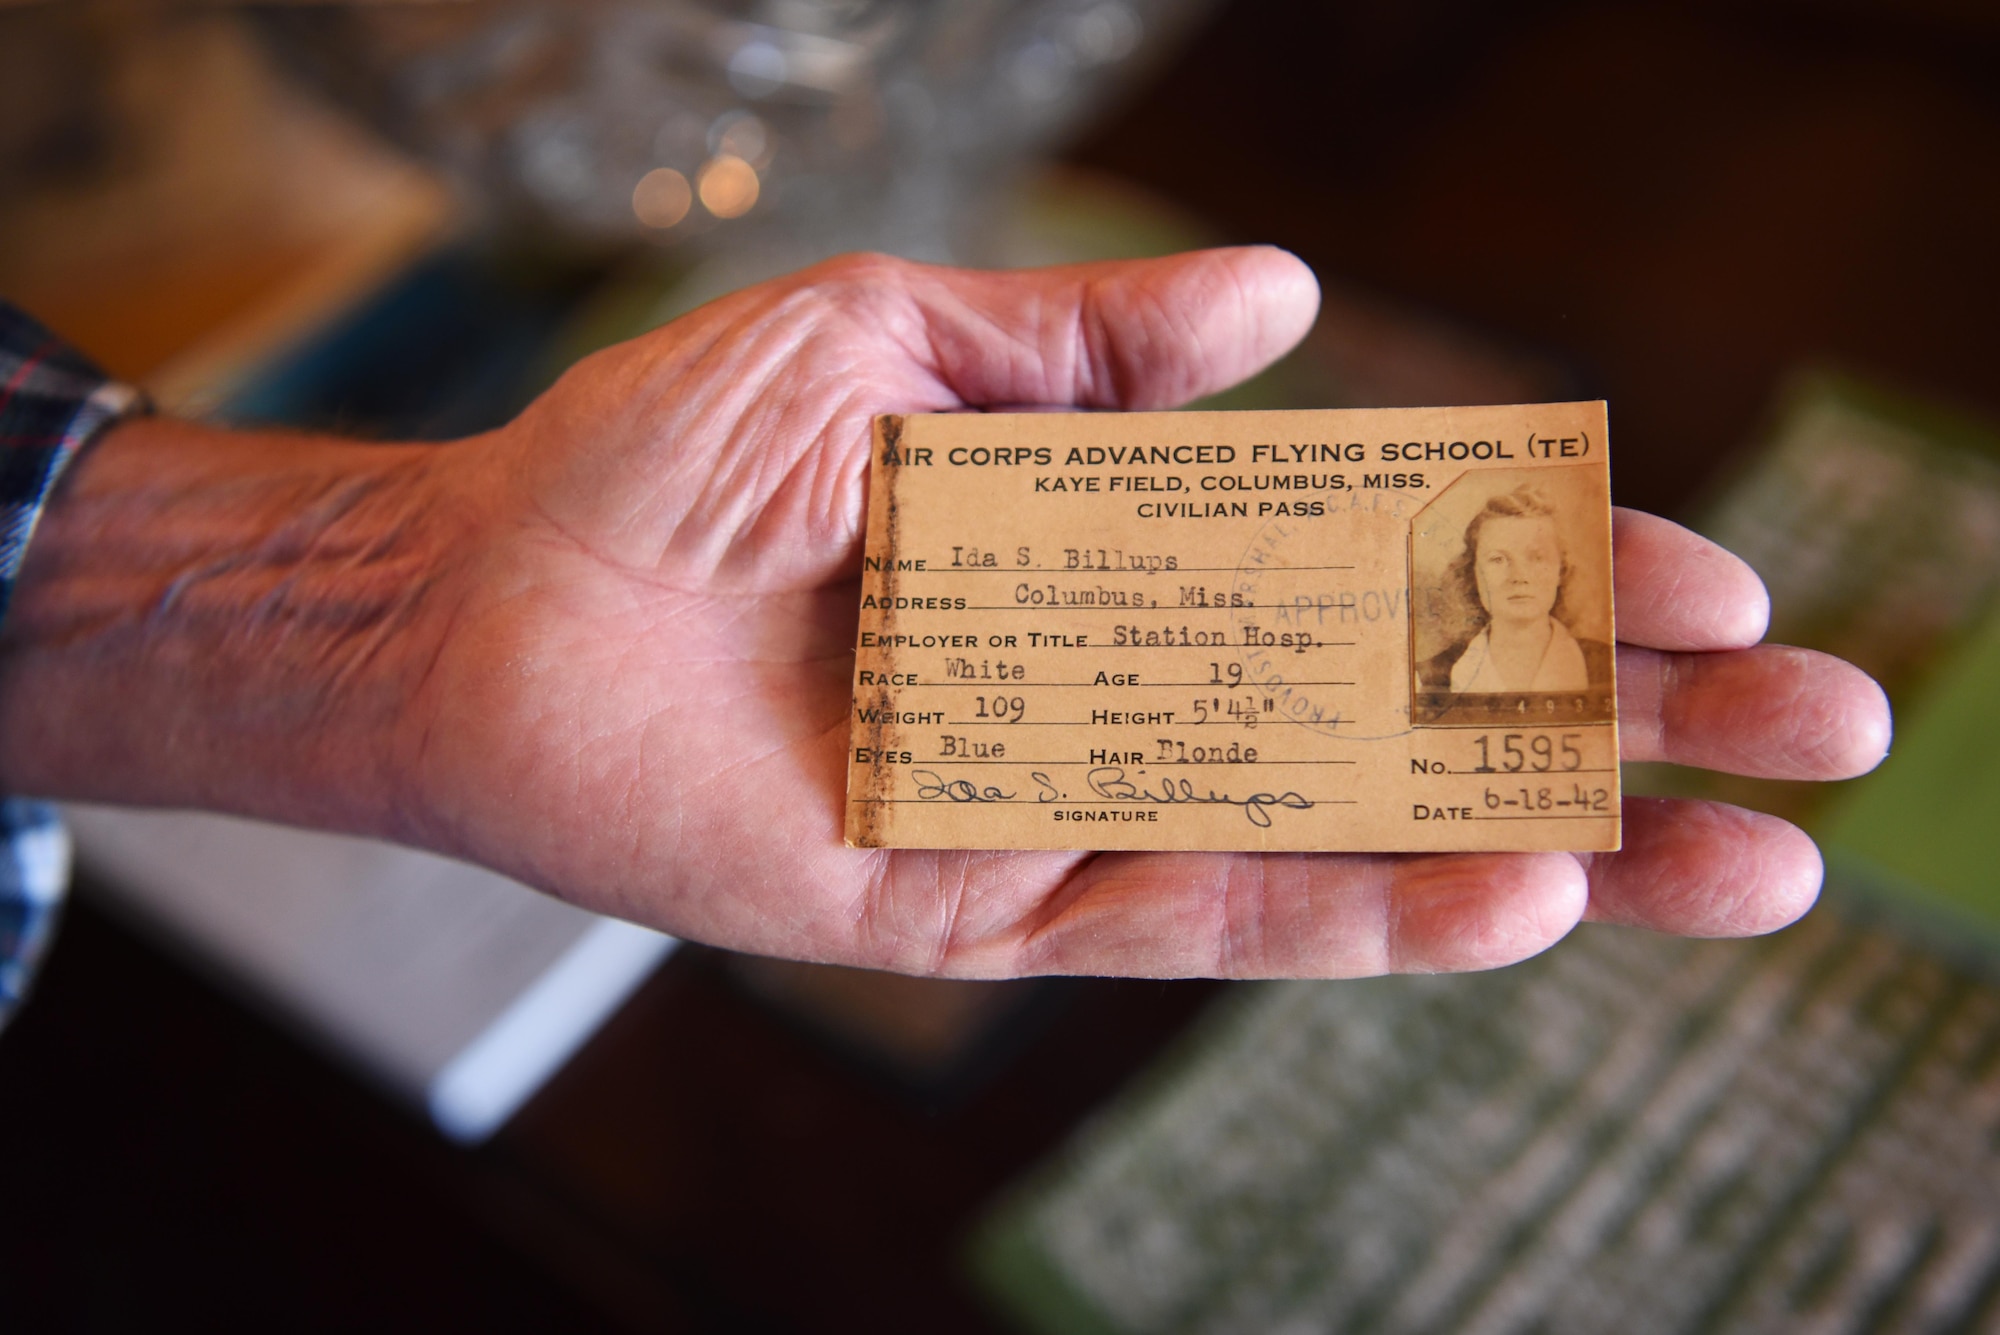 AIR CORPS ADVANCED FLYING SCHOOL (TE)
KAYE FIELD, COLUMBUS, MISS.
CIVILIAN PASS
NAME Ida S. Billups
ADDRESS Columbus, Miss.
EMPLOYER OR TITLE Station Hosp.
RACE White AGE 19
WEIGHT 109 HEIGHT 5'4½"
EYES Blue HAIR Blonde
Ida S. Billups
SIGNATURE
No. 1595
DATE 6-18-42
PROVOST MARSHAL, A.C.A.F.S.
APPROVED